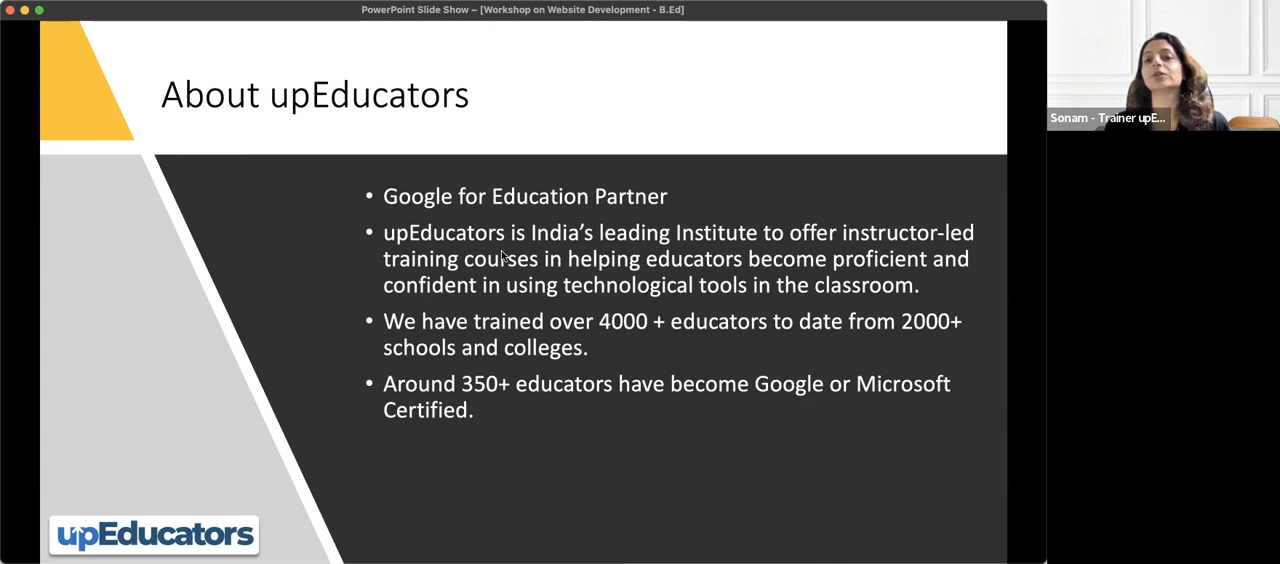 PowerPoint Slide Show – [Workshop on Website Development - B.Ed]
About upEducators
• Google for Education Partner
• upEducators is India’s leading Institute to offer instructor-led
training courses in helping educators become proficient and
confident in using technological tools in the classroom.
• We have trained over 4000 + educators to date from 2000+
schools and colleges.
• Around 350+ educators have become Google or Microsoft
Certified.
upEducators
Sonam - Trainer upE...